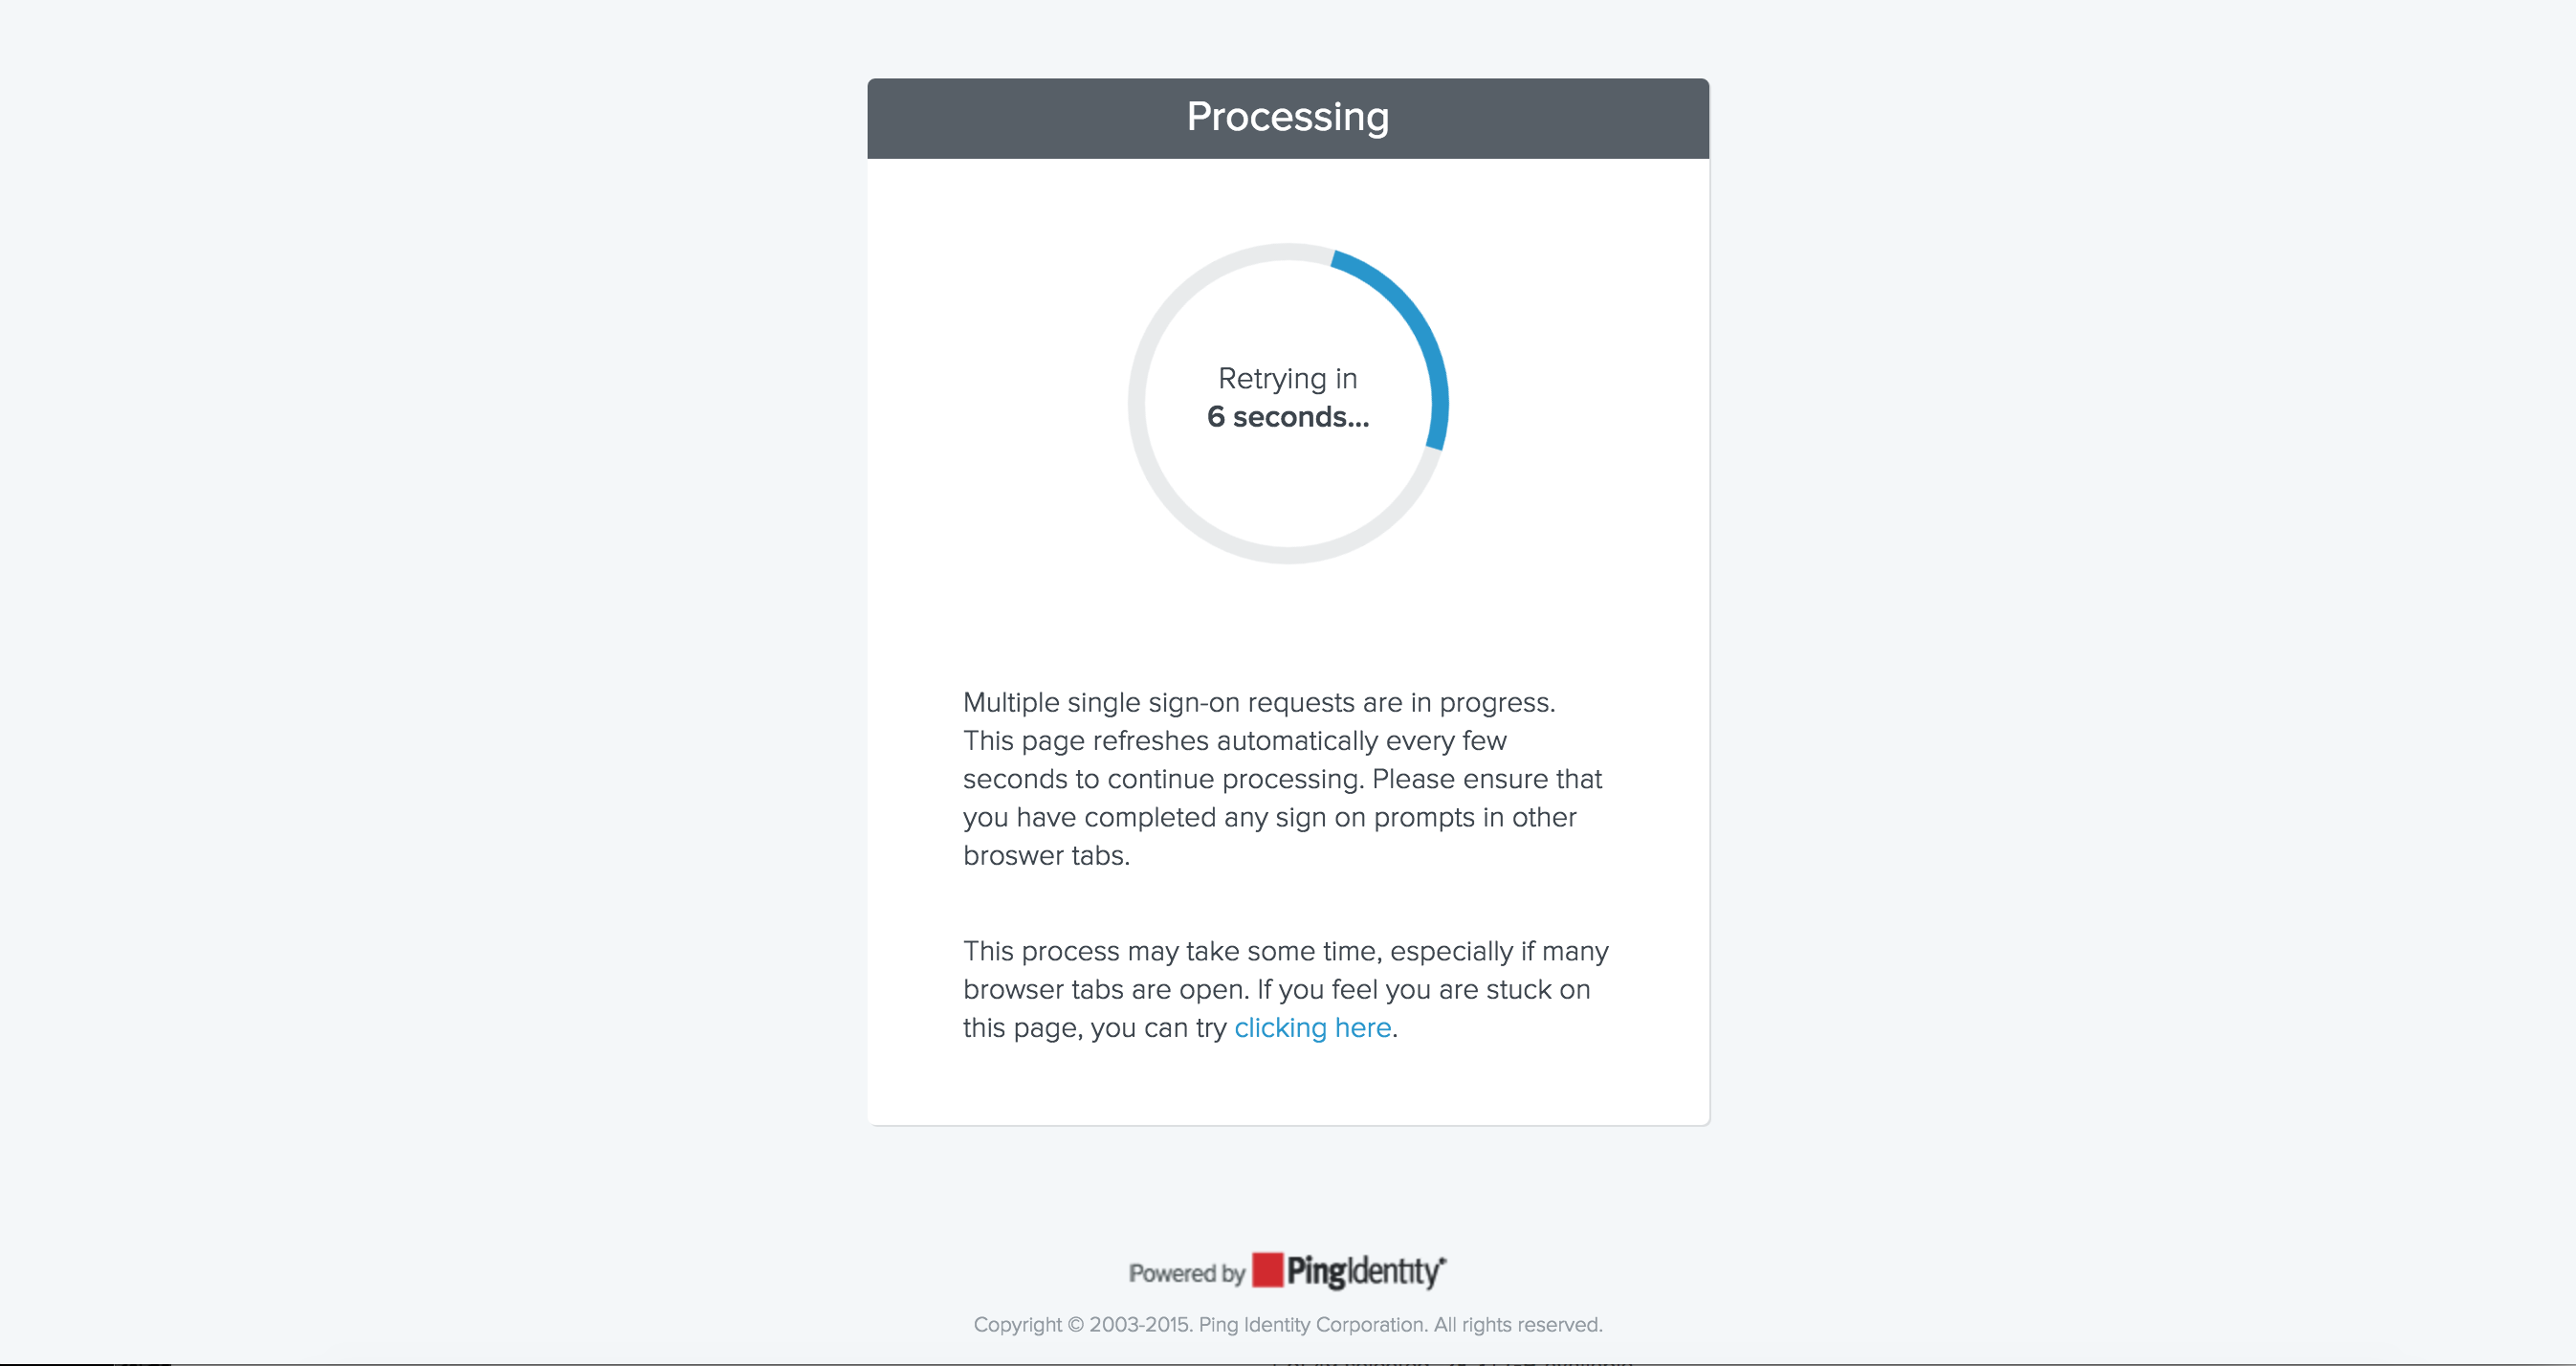 Processing
Retrying in
6 seconds...
Multiple single sign-on requests are in progress.
This page refreshes automatically every few
seconds to continue processing. Please ensure that
you have completed any sign on prompts in other
broswer tabs.
This process may take some time, especially if many
browser tabs are open. If you feel you are stuck on
this page, you can try clicking here.
Powered by PingIdentity
Copyright © 2003-2015. Ping Identity Corporation. All rights reserved.